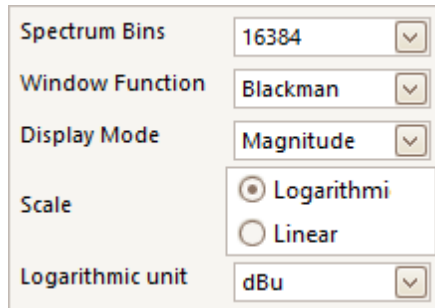 Spectrum Bins 16384
Window Function Blackman
Display Mode Magnitude
Scale Logarithmi
Linear
Logarithmic unit dBu